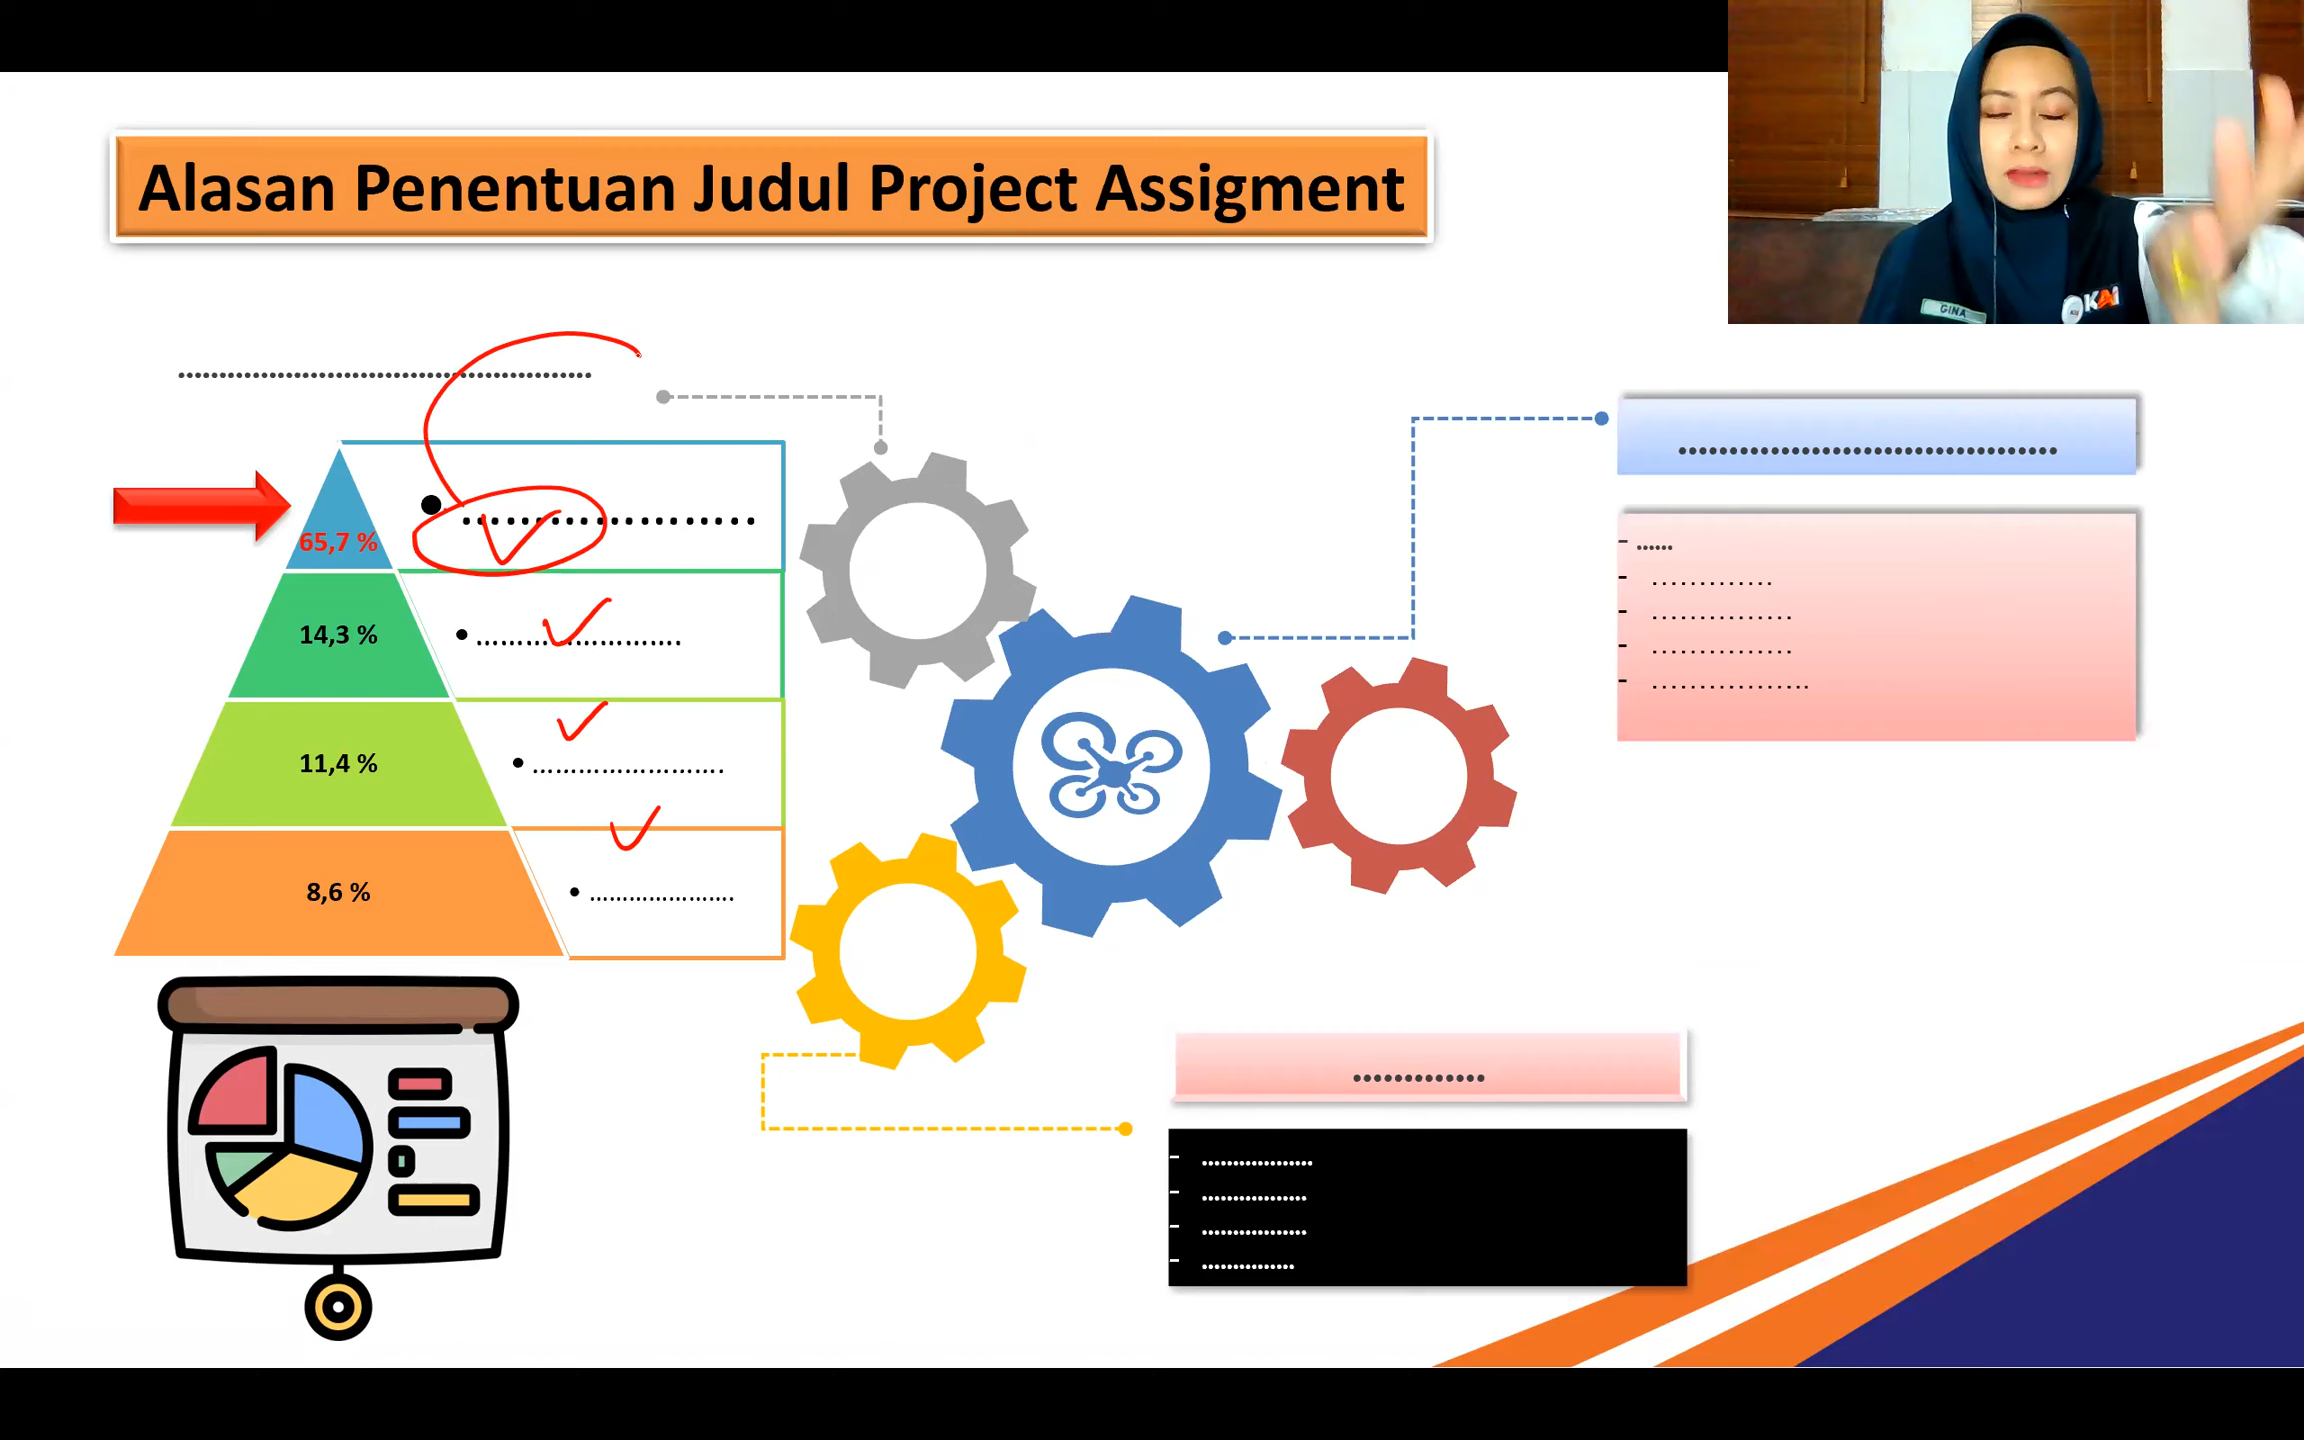 Alasan Penentuan Judul Project Assigment
GINA
KAI
65,7 %
14,3 %
11,4 %
8,6 %